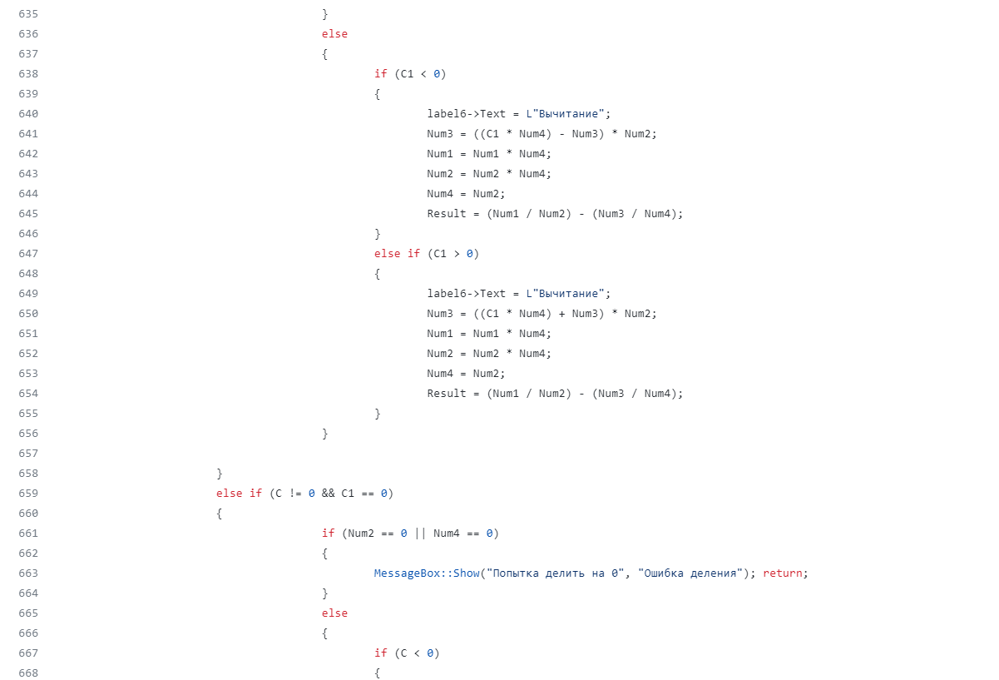 635 }
636 else
637 {
638 if (C1 < 0)
639 {
640 label6->Text = L"Вычитание";
641 Num3 = ((C1 * Num4) - Num3) * Num2;
642 Num1 = Num1 * Num4;
643 Num2 = Num2 * Num4;
644 Num4 = Num2;
645 Result = (Num1 / Num2) - (Num3 / Num4);
646 }
647 else if (C1 > 0)
648 {
649 label6->Text = L"Вычитание";
650 Num3 = ((C1 * Num4) + Num3) * Num2;
651 Num1 = Num1 * Num4;
652 Num2 = Num2 * Num4;
653 Num4 = Num2;
654 Result = (Num1 / Num2) - (Num3 / Num4);
655 }
656 }
657
658 }
659 else if (C != 0 && C1 == 0)
660 {
661 if (Num2 == 0 || Num4 == 0)
662 {
663 MessageBox::Show("Попытка делить на 0", "Ошибка деления"); return;
664 }
665 else
666 {
667 if (C < 0)
668 {